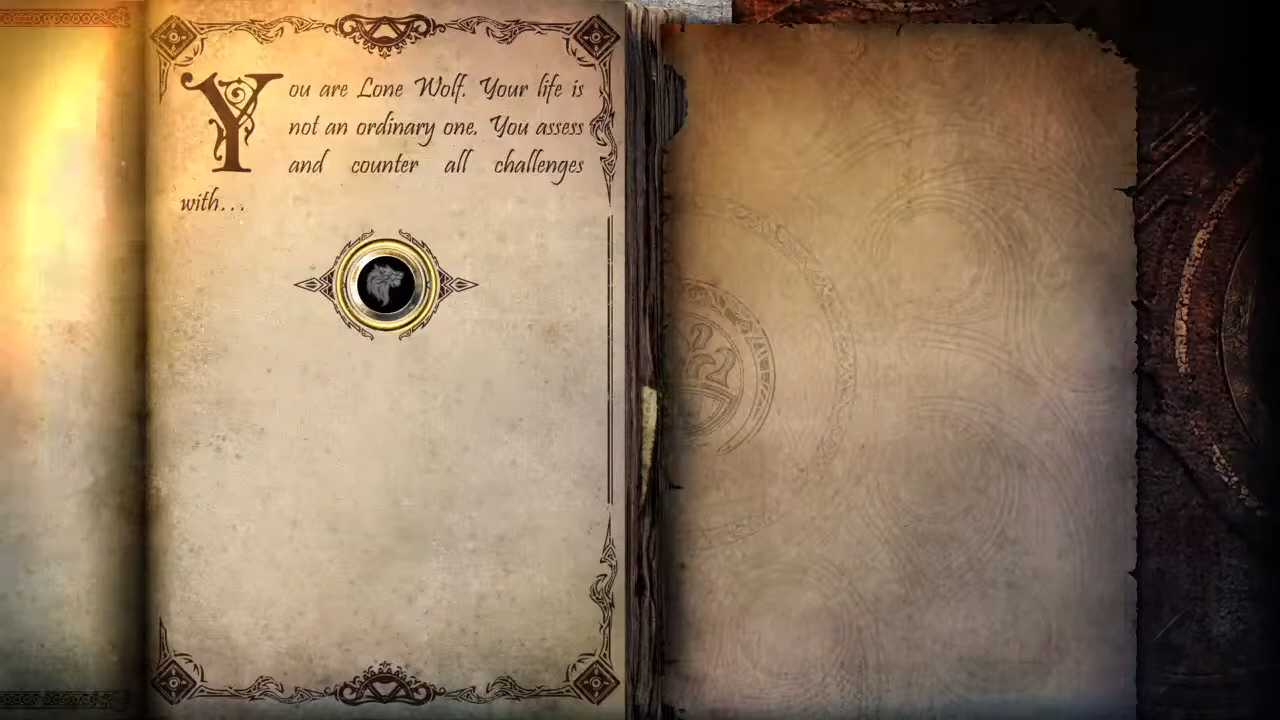 You are Lone Wolf. Your life is
not an ordinary one. You assess
and counter all challenges
with...